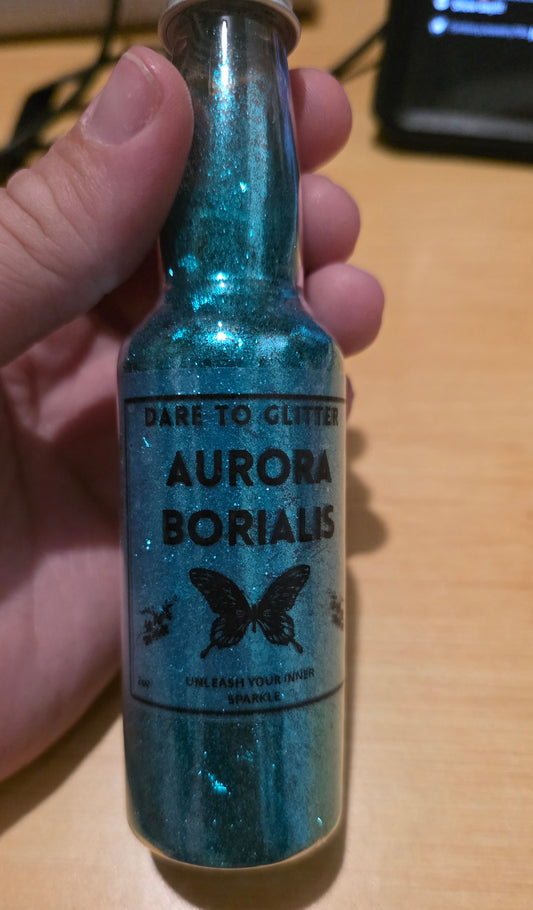 DARE TO GLITTER
AURORA
BORIALIS
UNLEASH YOUR INNER
SPARKLE